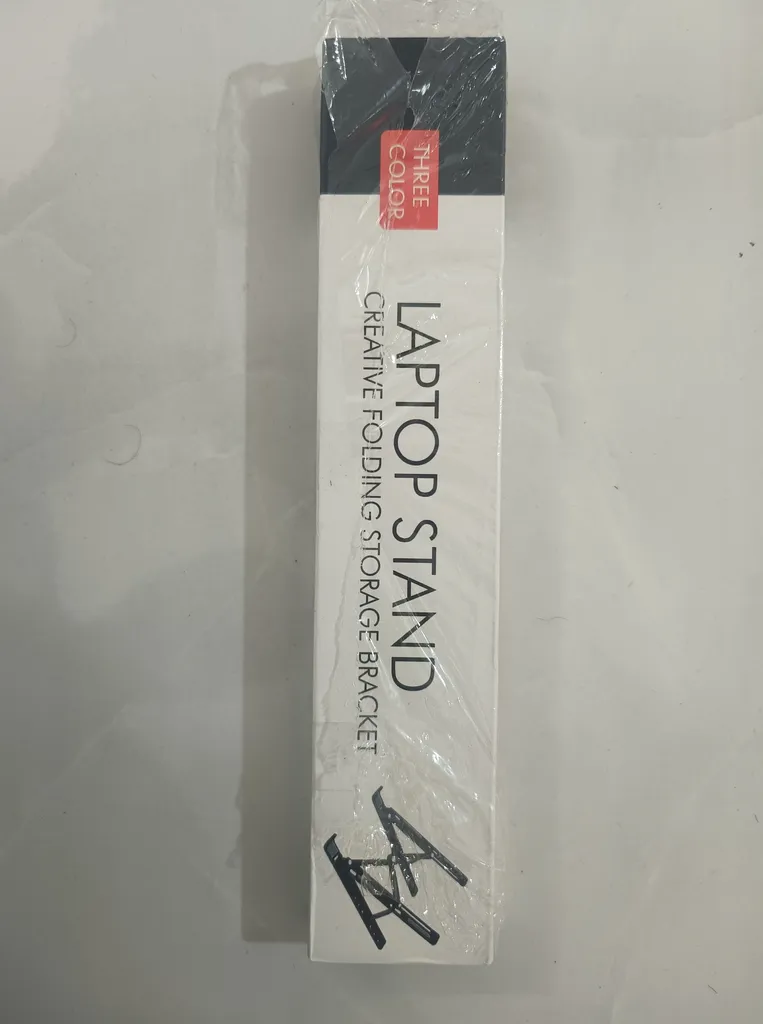 THREE
COLOR
LAPTOP STAND
CREATIVE FOLDING STORAGE BRACKET